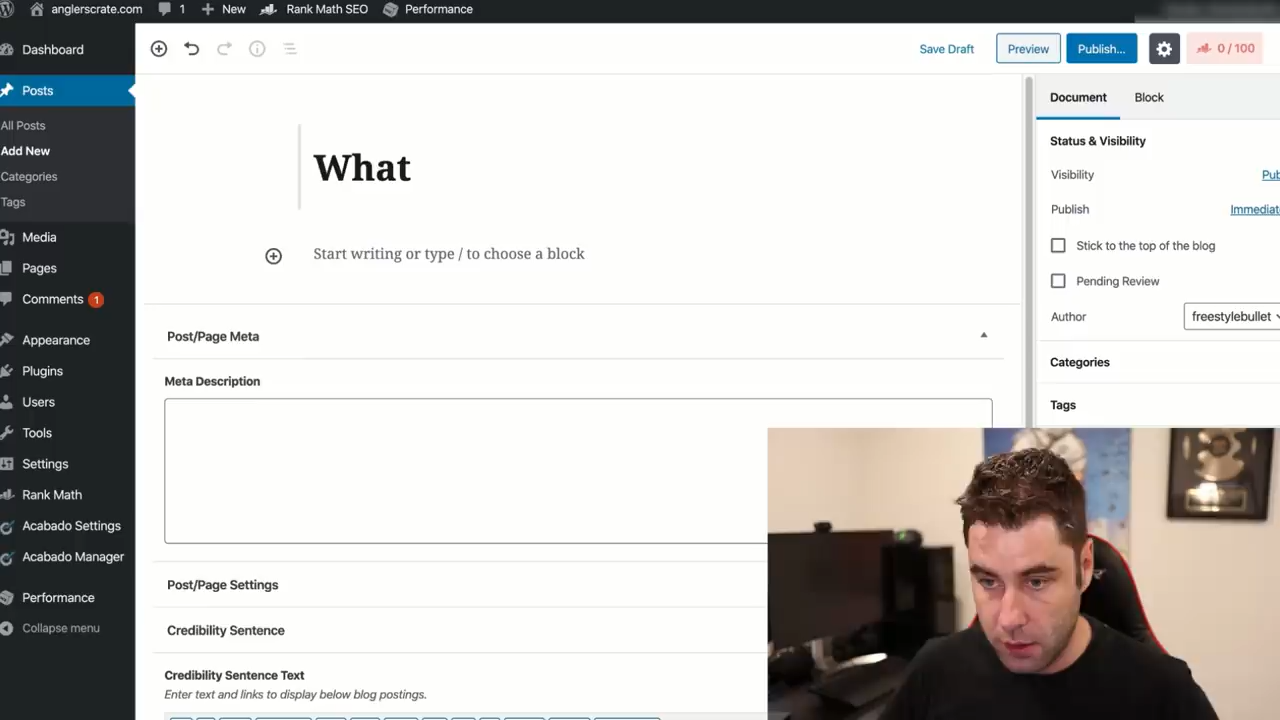 anglerscrate.com 1 New Rank Math SEO Performance
Dashboard
Posts
All Posts
Add New
Categories
Tags
Media
Pages
Comments 1
Appearance
Plugins
Users
Tools
Settings
Rank Math
Acabado Settings
Acabado Manager
Performance
Collapse menu
Save Draft Preview Publish... 0 / 100
What
Start writing or type / to choose a block
Post/Page Meta
Meta Description
Post/Page Settings
Credibility Sentence
Credibility Sentence Text
Enter text and links to display below blog postings.
Document Block
Status & Visibility
Visibility Pub
Publish Immediat
Stick to the top of the blog
Pending Review
Author freestylebullet
Categories
Tags